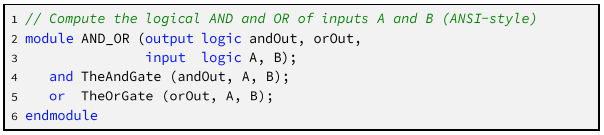 1 // Compute the logical AND and OR of inputs A and B (ANSI-style)
2 module AND_OR (output logic andOut, orOut,
3                input  logic A, B);
4    and TheAndGate (andOut, A, B);
5    or  TheOrGate (orOut, A, B);
6 endmodule